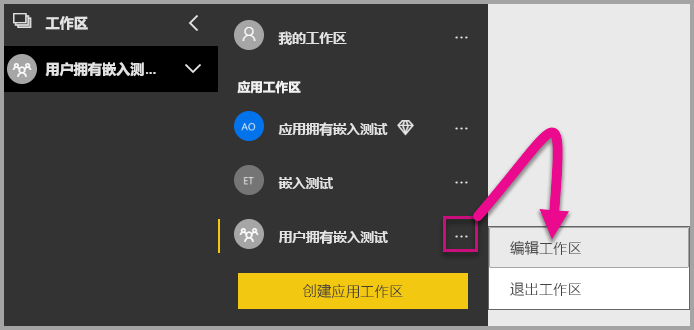 工作区
用户拥有嵌入测...
我的工作区
...
应用工作区
AO
应用拥有嵌入测试
...
ET
嵌入测试
...
用户拥有嵌入测试
...
创建应用工作区
编辑工作区
退出工作区